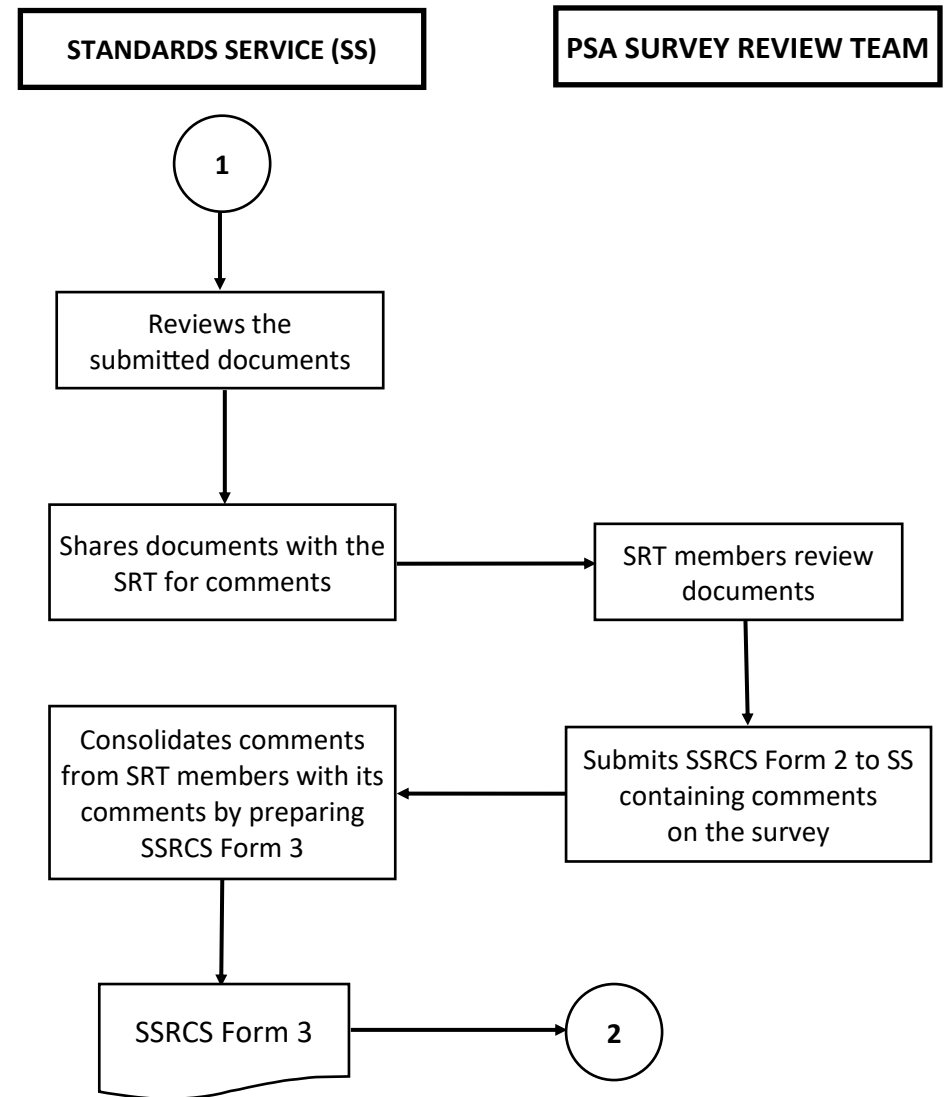 STANDARDS SERVICE (SS)
PSA SURVEY REVIEW TEAM
1
Reviews the
submitted documents
Shares documents with the
SRT for comments
SRT members review
documents
Consolidates comments
from SRT members with its
comments by preparing
SSRCS Form 3
Submits SSRCS Form 2 to SS
containing comments
on the survey
SSRCS Form 3
2